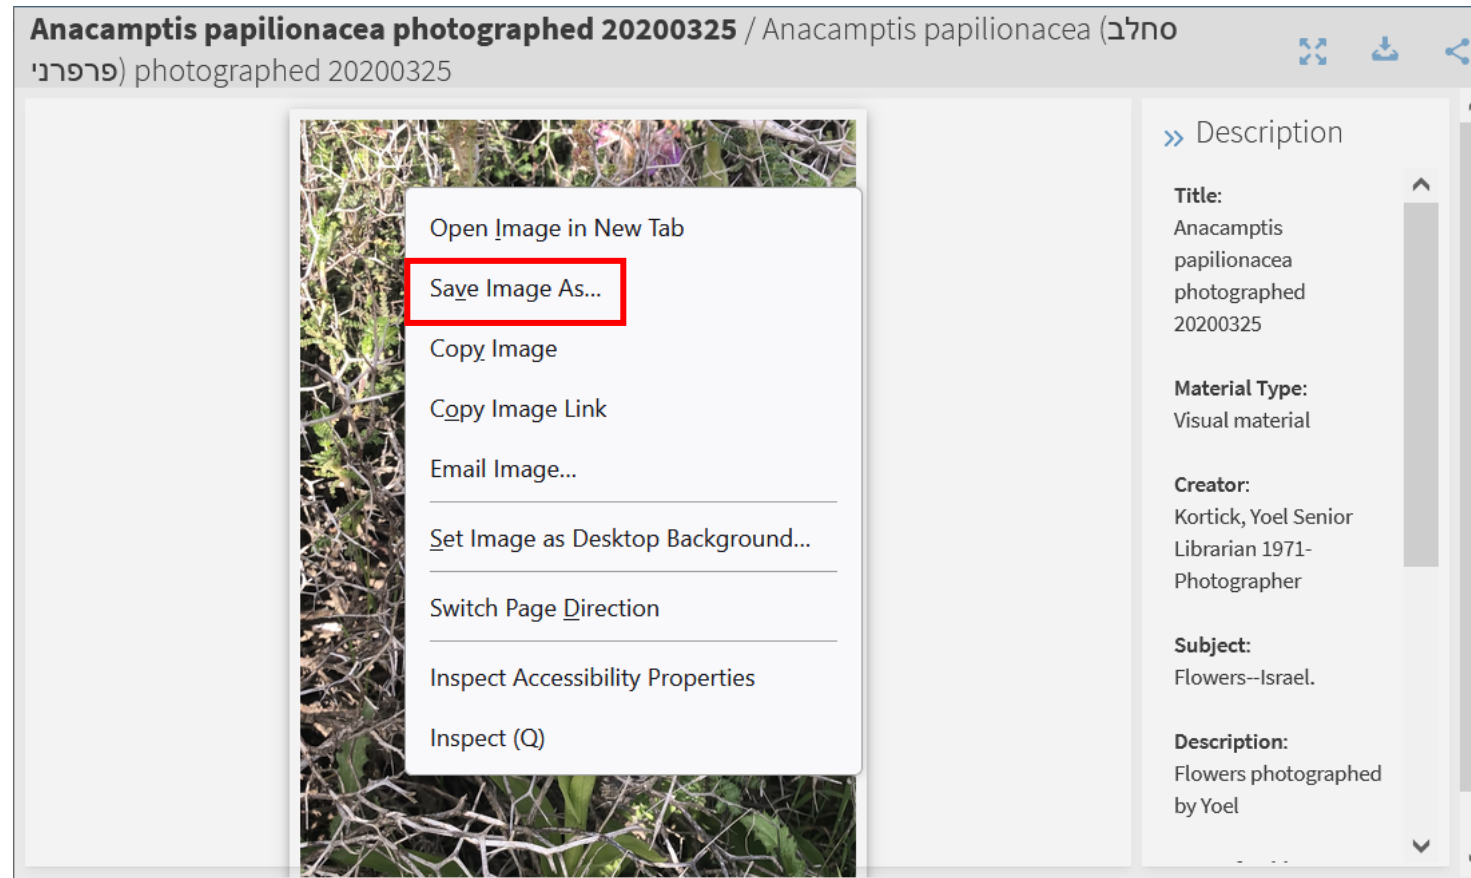 Anacamptis papilionacea photographed 20200325 / Anacamptis papilionacea (סחלב
פרפרני) photographed 20200325
Open Image in New Tab
Save Image As...
Copy Image
Copy Image Link
Email Image...
Set Image as Desktop Background...
Switch Page Direction
Inspect Accessibility Properties
Inspect (Q)
Description
Title:
Anacamptis
papilionacea
photographed
20200325
Material Type:
Visual material
Creator:
Kortick, Yoel Senior
Librarian 1971-
Photographer
Subject:
Flowers--Israel.
Description:
Flowers photographed
by Yoel